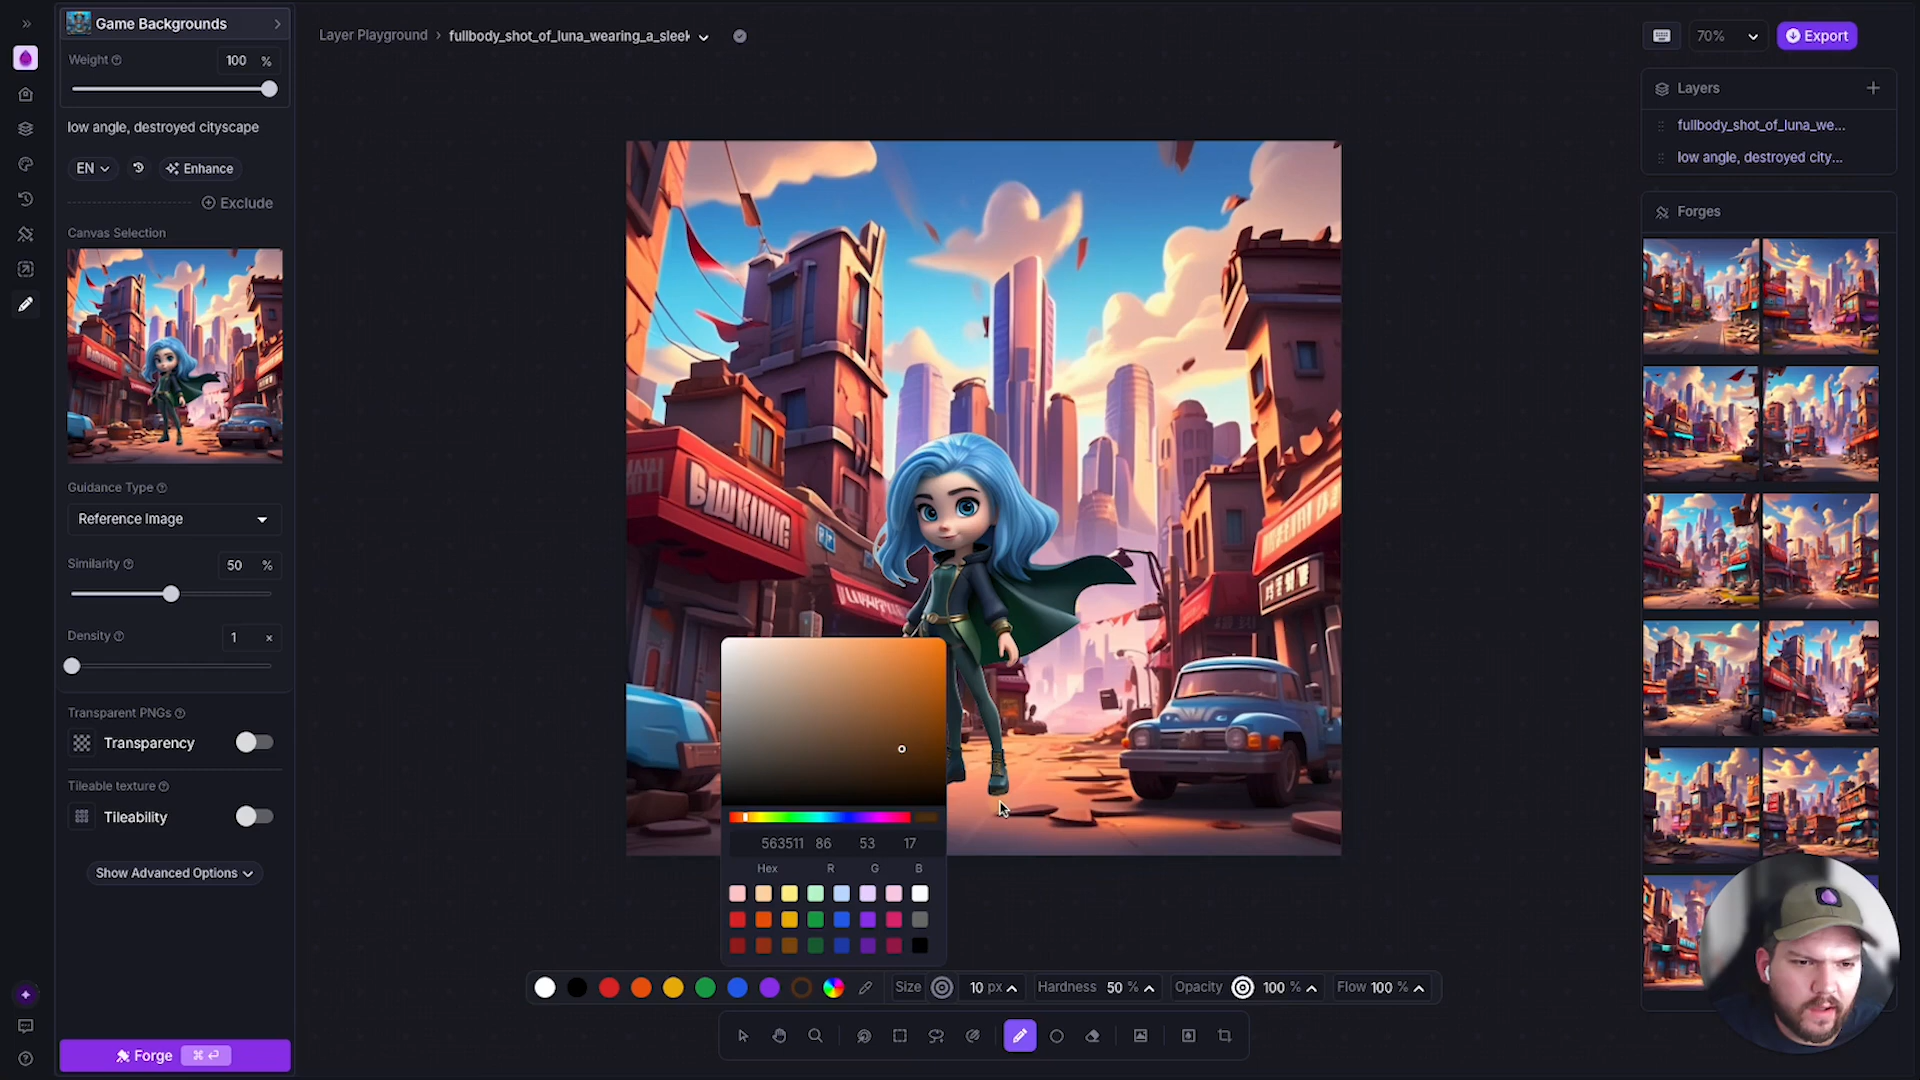 Game Backgrounds
Weight
100 %
low angle, destroyed cityscape
EN
Enhance
Exclude
Canvas Selection
Guidance Type
Reference Image
Similarity
50 %
Density
1 ×
Transparent PNGs
Transparency
Tileable texture
Tileability
Show Advanced Options
Forge ⌘ ↵
Layer Playground › fullbody_shot_of_luna_wearing_a_sleek
70%
Export
Layers
fullbody_shot_of_luna_we...
low angle, destroyed city...
Forges
563511 86 53 17
Hex R G B
Size 10 px Hardness 50 % Opacity 100 % Flow 100 %